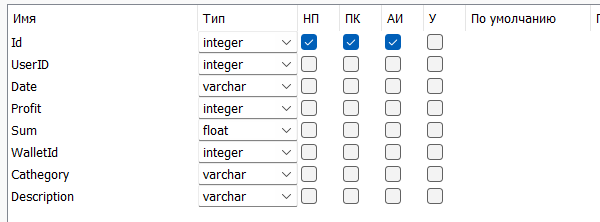 Имя Тип НП ПК АИ У По умолчанию
Id integer
UserID integer
Date varchar
Profit integer
Sum float
WalletId integer
Cathegory varchar
Description varchar